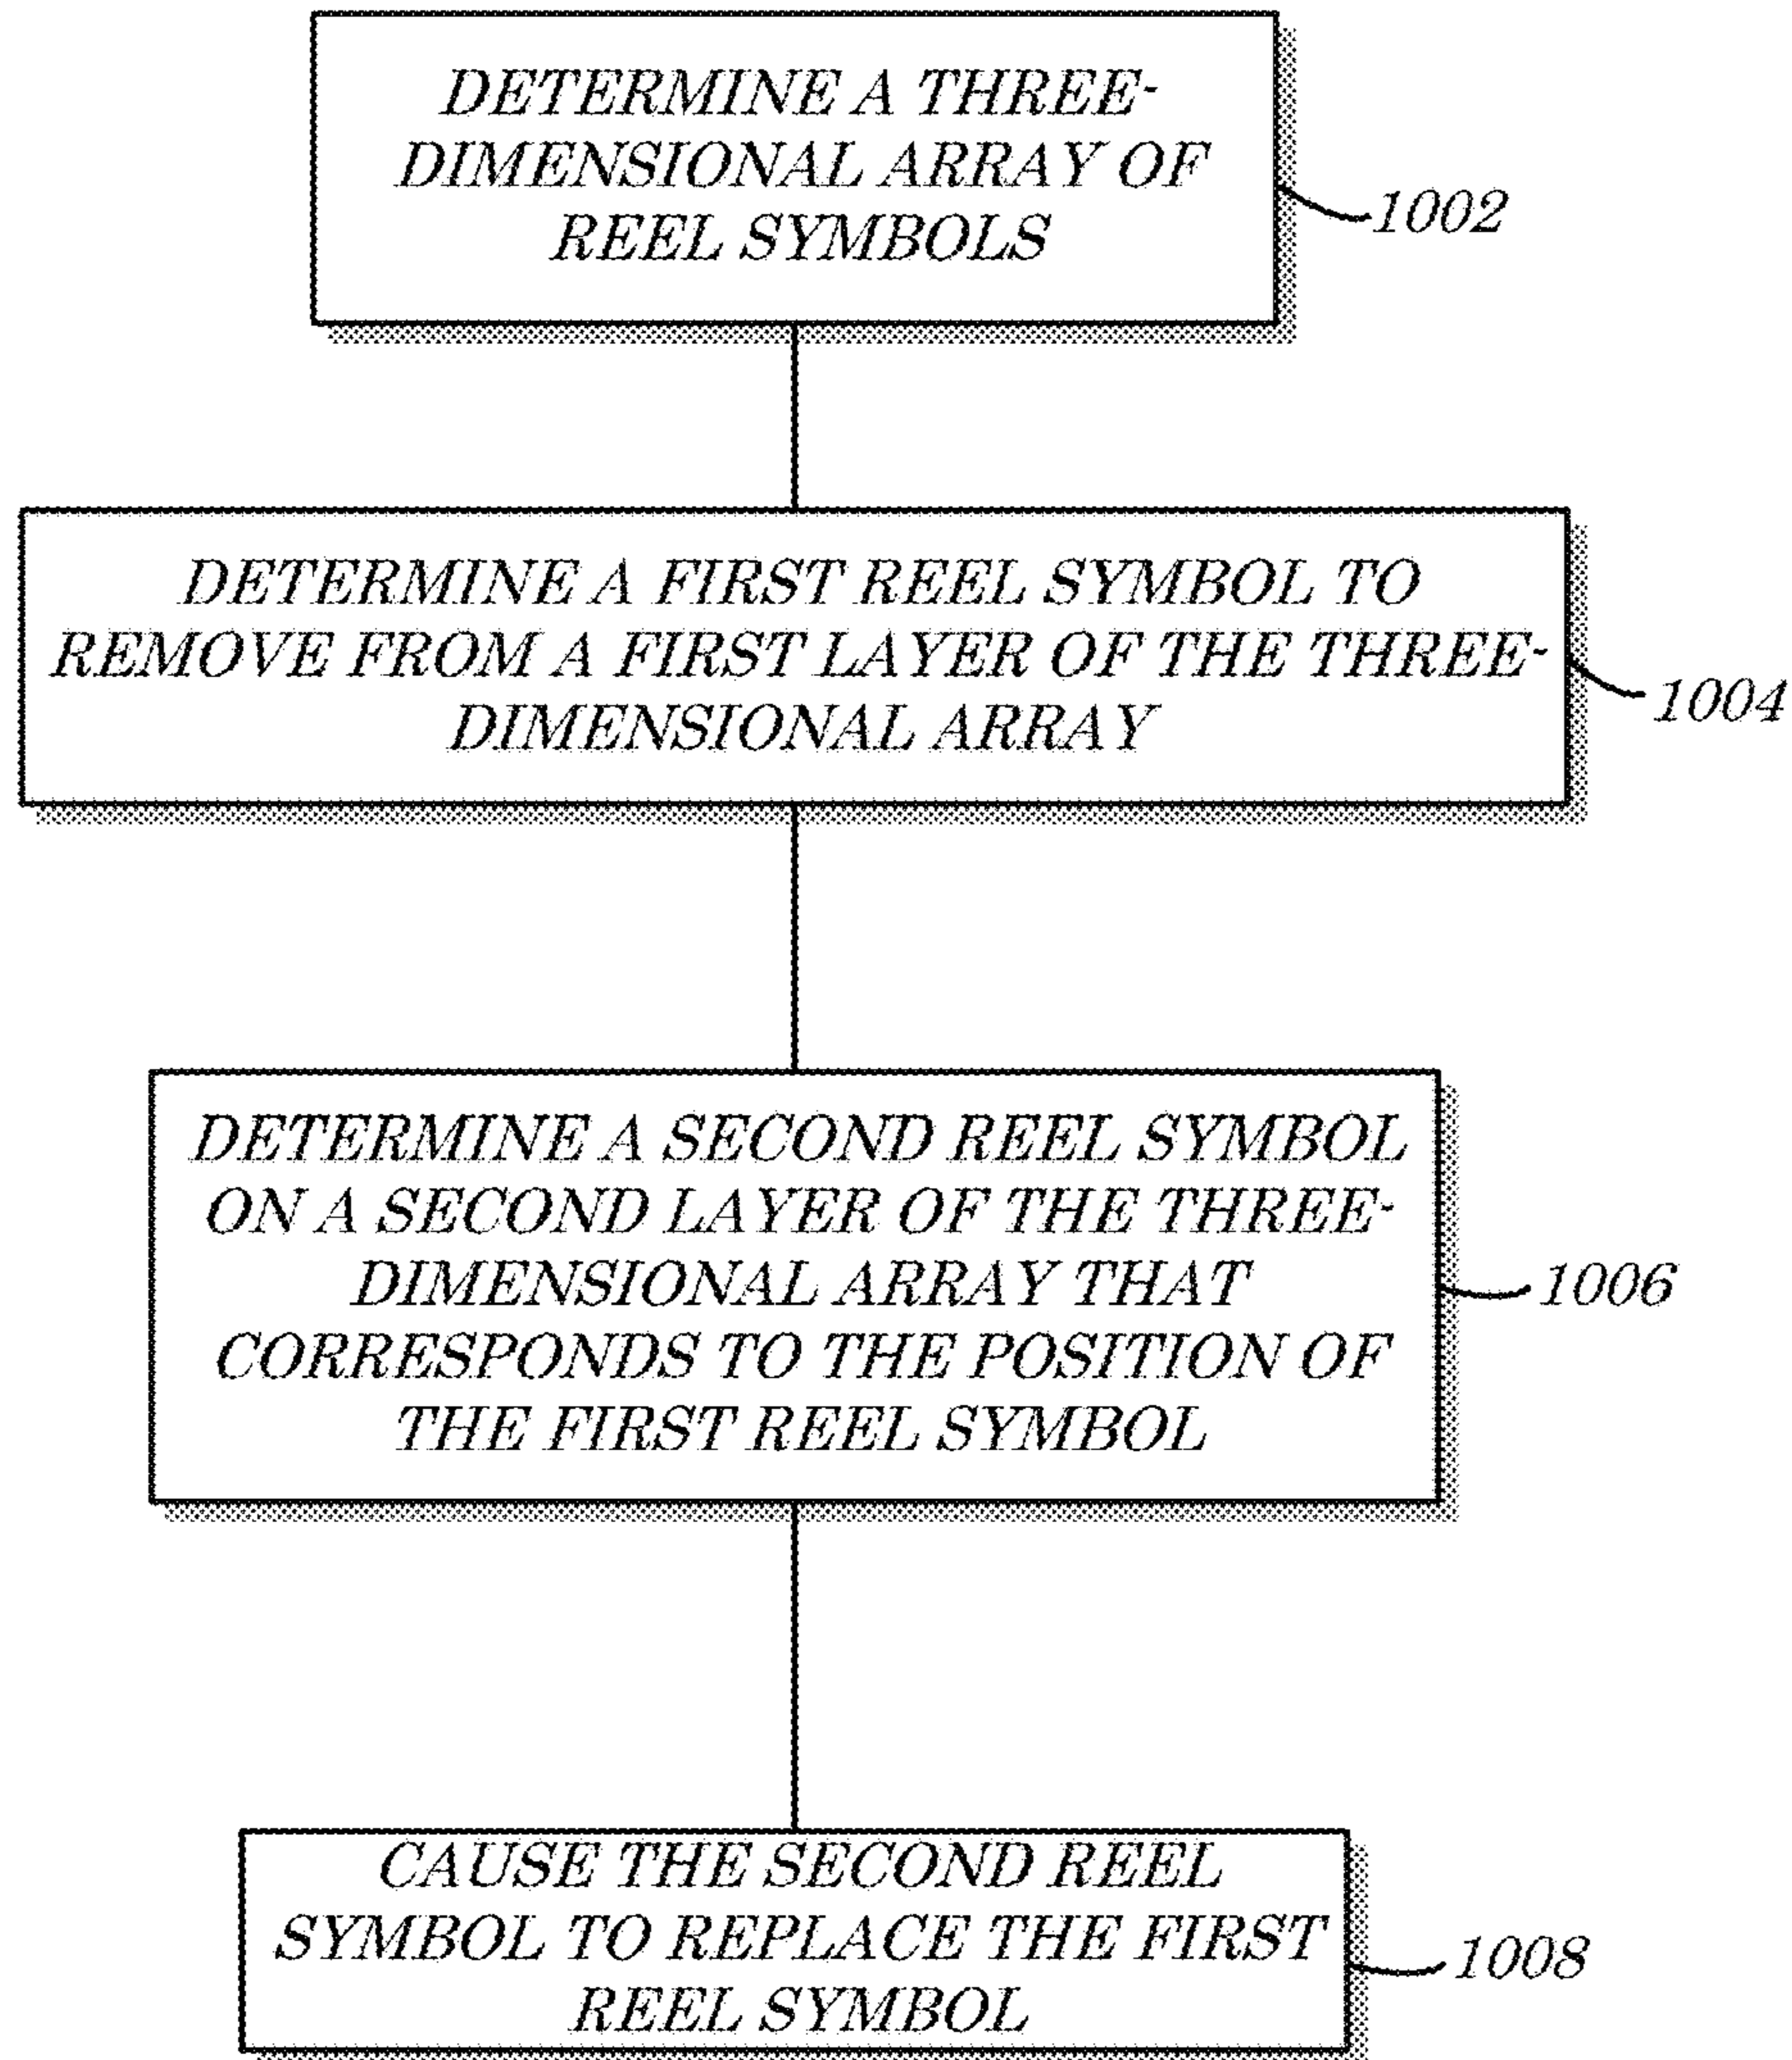 DETERMINE A THREE-
DIMENSIONAL ARRAY OF
REEL SYMBOLS
1002
DETERMINE A FIRST REEL SYMBOL TO
REMOVE FROM A FIRST LAYER OF THE THREE-
DIMENSIONAL ARRAY
1004
DETERMINE A SECOND REEL SYMBOL
ON A SECOND LAYER OF THE THREE-
DIMENSIONAL ARRAY THAT
CORRESPONDS TO THE POSITION OF
THE FIRST REEL SYMBOL
1006
CAUSE THE SECOND REEL
SYMBOL TO REPLACE THE FIRST
REEL SYMBOL
1008